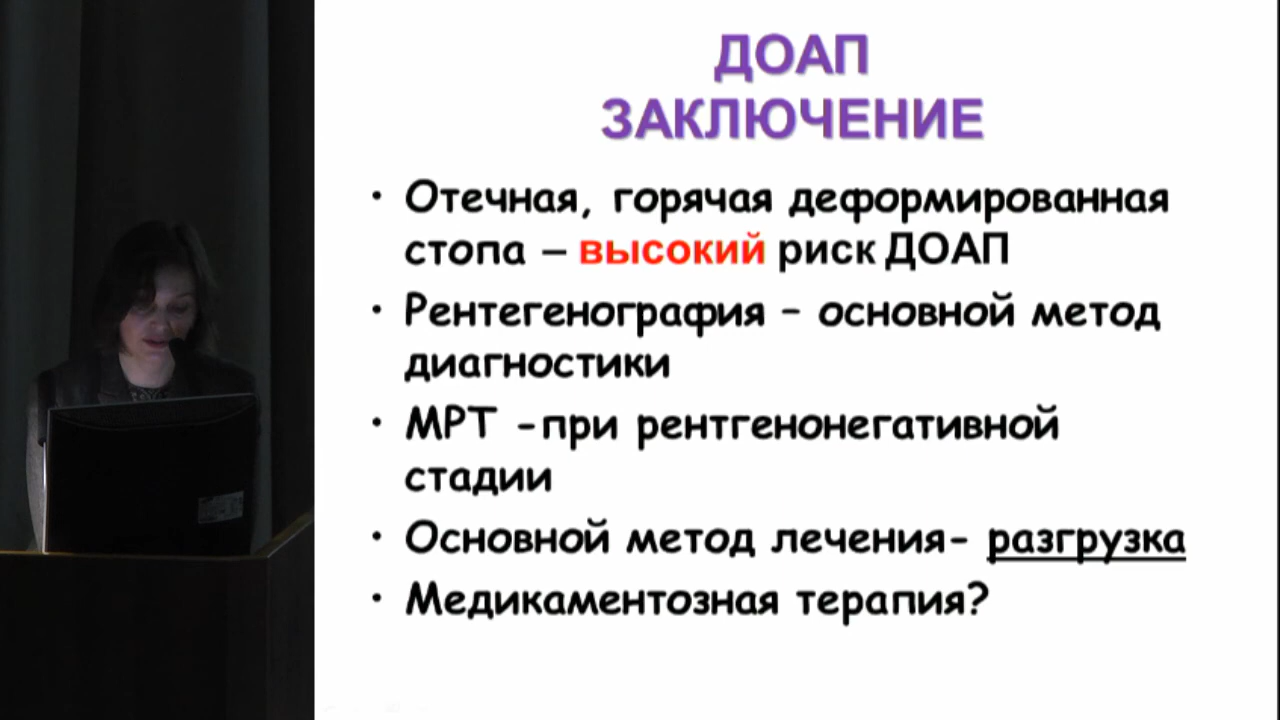 ДОАП
ЗАКЛЮЧЕНИЕ
• Отечная, горячая деформированная
стопа – высокий риск ДОАП
• Рентегенография – основной метод
диагностики
• МРТ -при рентгенонегативной
стадии
• Основной метод лечения- разгрузка
• Медикаментозная терапия?